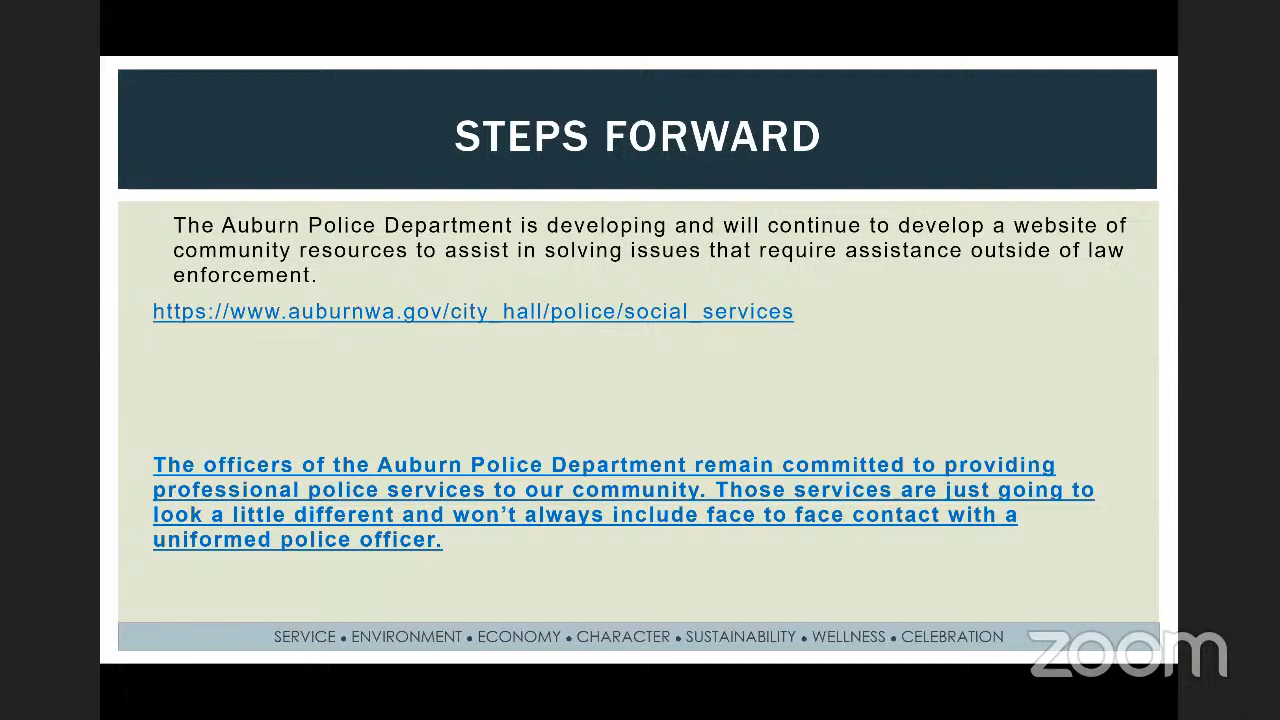 STEPS FORWARD
The Auburn Police Department is developing and will continue to develop a website of
community resources to assist in solving issues that require assistance outside of law
enforcement.
https://www.auburnwa.gov/city_hall/police/social_services
The officers of the Auburn Police Department remain committed to providing
professional police services to our community. Those services are just going to
look a little different and won’t always include face to face contact with a
uniformed police officer.
SERVICE • ENVIRONMENT • ECONOMY • CHARACTER • SUSTAINABILITY • WELLNESS • CELEBRATION
zoom